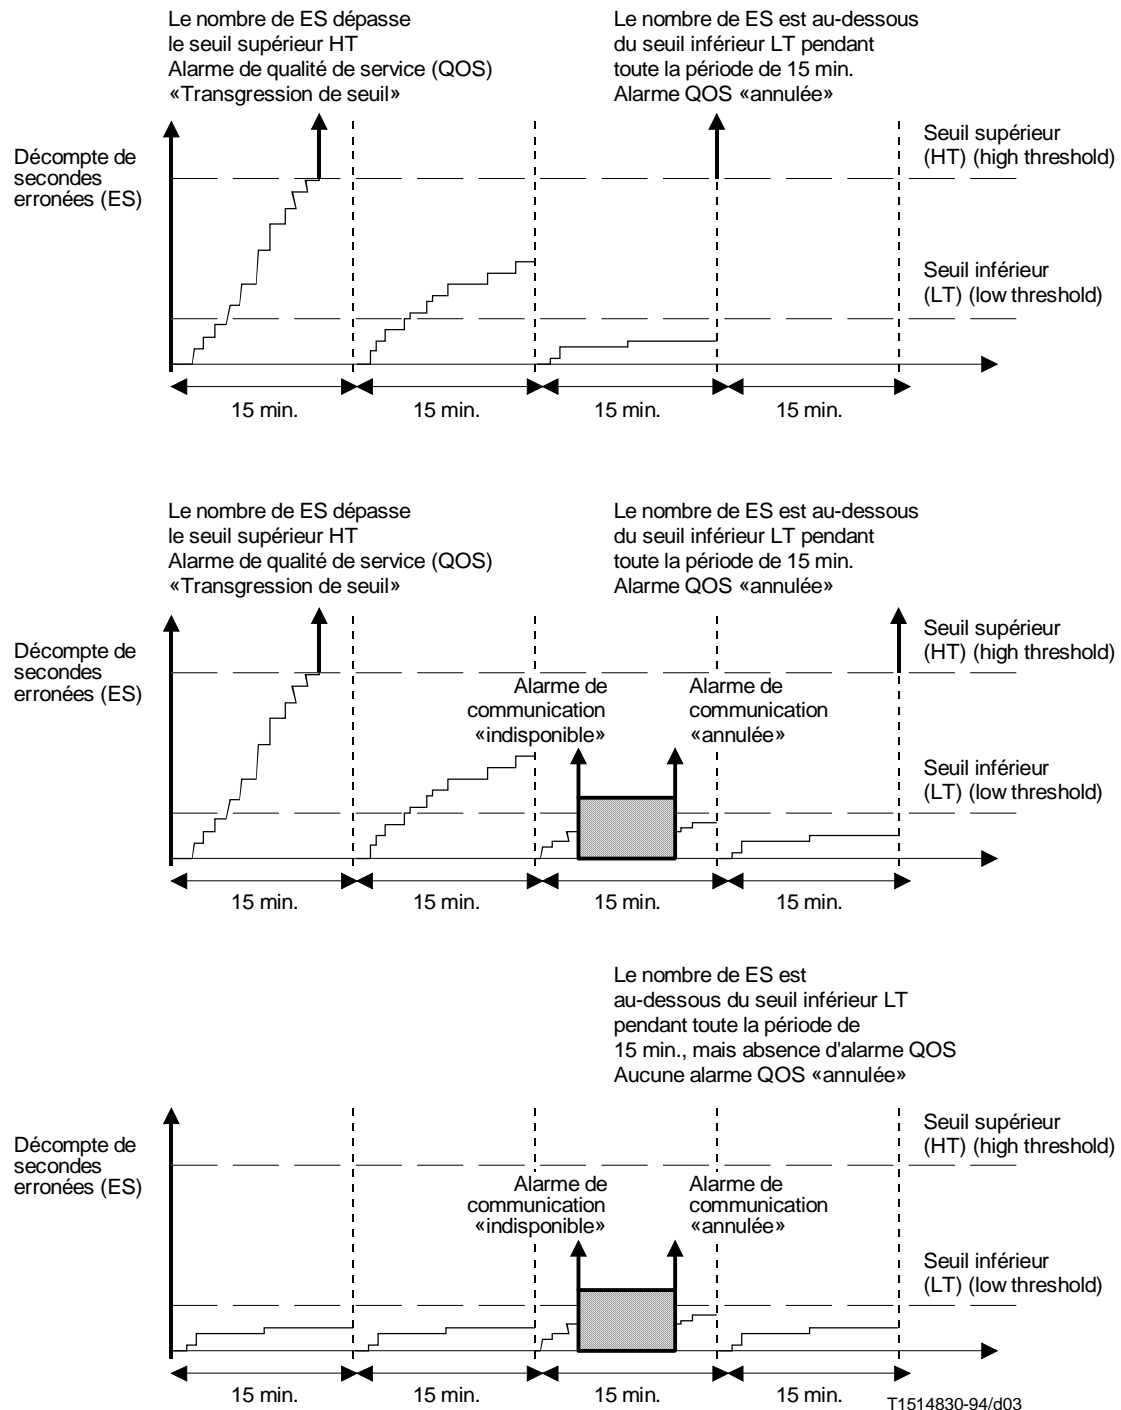 Le nombre de ES dépasse
le seuil supérieur HT
Alarme de qualité de service (QOS)
«Transgression de seuil»
Le nombre de ES est au-dessous
du seuil inférieur LT pendant
toute la période de 15 min.
Alarme QOS «annulée»
Décompte de
secondes
erronées (ES)
Seuil supérieur
(HT) (high threshold)
Seuil inférieur
(LT) (low threshold)
15 min.
15 min.
15 min.
15 min.
Le nombre de ES dépasse
le seuil supérieur HT
Alarme de qualité de service (QOS)
«Transgression de seuil»
Le nombre de ES est au-dessous
du seuil inférieur LT pendant
toute la période de 15 min.
Alarme QOS «annulée»
Décompte de
secondes
erronées (ES)
Seuil supérieur
(HT) (high threshold)
Alarme de
communication
«indisponible»
Alarme de
communication
«annulée»
Seuil inférieur
(LT) (low threshold)
15 min.
15 min.
15 min.
15 min.
Le nombre de ES est
au-dessous du seuil inférieur LT
pendant toute la période de
15 min., mais absence d'alarme QOS
Aucune alarme QOS «annulée»
Décompte de
secondes
erronées (ES)
Seuil supérieur
(HT) (high threshold)
Alarme de
communication
«indisponible»
Alarme de
communication
«annulée»
Seuil inférieur
(LT) (low threshold)
15 min.
15 min.
15 min.
15 min.
T1514830-94/d03